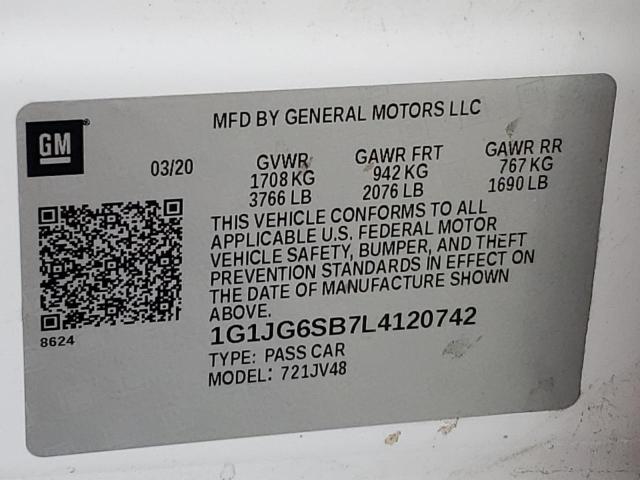 MFD BY GENERAL MOTORS LLC
GM®
03/20
GVWR
1708 KG
3766 LB
GAWR FRT
942 KG
2076 LB
GAWR RR
767 KG
1690 LB
THIS VEHICLE CONFORMS TO ALL
APPLICABLE U.S. FEDERAL MOTOR
VEHICLE SAFETY, BUMPER, AND THEFT
PREVENTION STANDARDS IN EFFECT ON
THE DATE OF MANUFACTURE SHOWN
ABOVE.
8624
1G1JG6SB7L4120742
TYPE: PASS CAR
MODEL: 721JV48